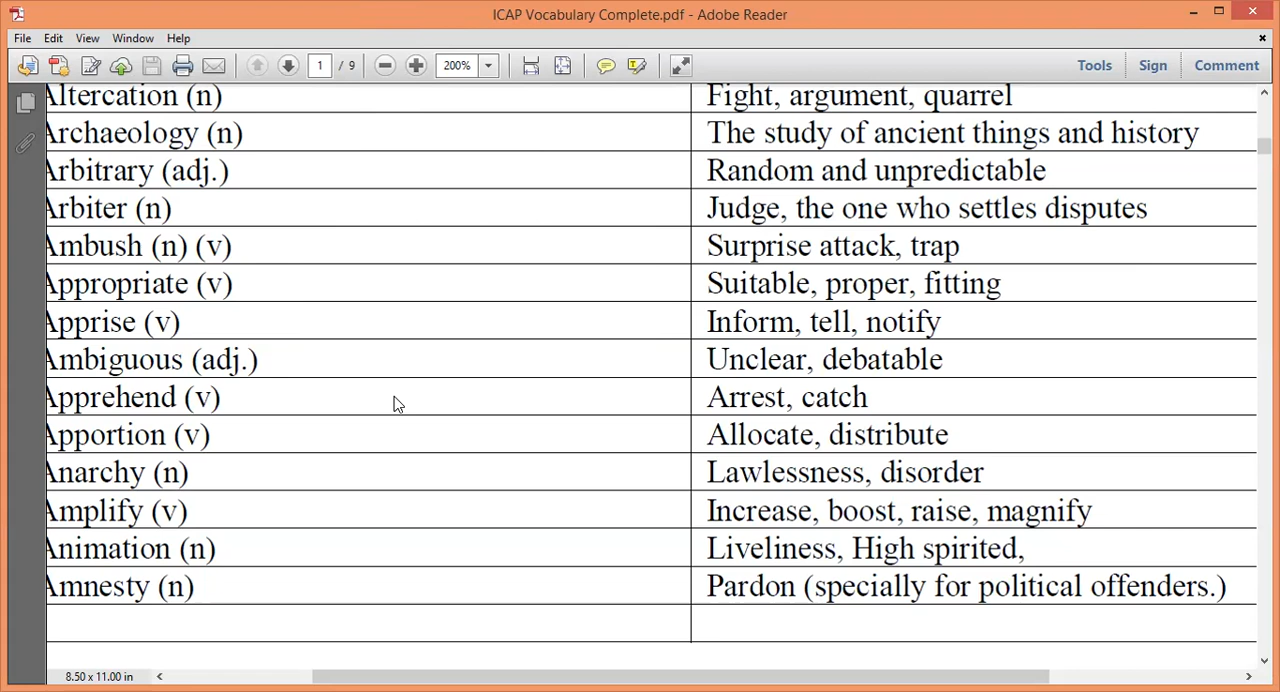 ICAP Vocabulary Complete.pdf - Adobe Reader
File Edit View Window Help
1 / 9 200% Tools Sign Comment
Altercation (n) Fight, argument, quarrel
Archaeology (n) The study of ancient things and history
Arbitrary (adj.) Random and unpredictable
Arbiter (n) Judge, the one who settles disputes
Ambush (n) (v) Surprise attack, trap
Appropriate (v) Suitable, proper, fitting
Apprise (v) Inform, tell, notify
Ambiguous (adj.) Unclear, debatable
Apprehend (v) Arrest, catch
Apportion (v) Allocate, distribute
Anarchy (n) Lawlessness, disorder
Amplify (v) Increase, boost, raise, magnify
Animation (n) Liveliness, High spirited,
Amnesty (n) Pardon (specially for political offenders.)
8.50 x 11.00 in